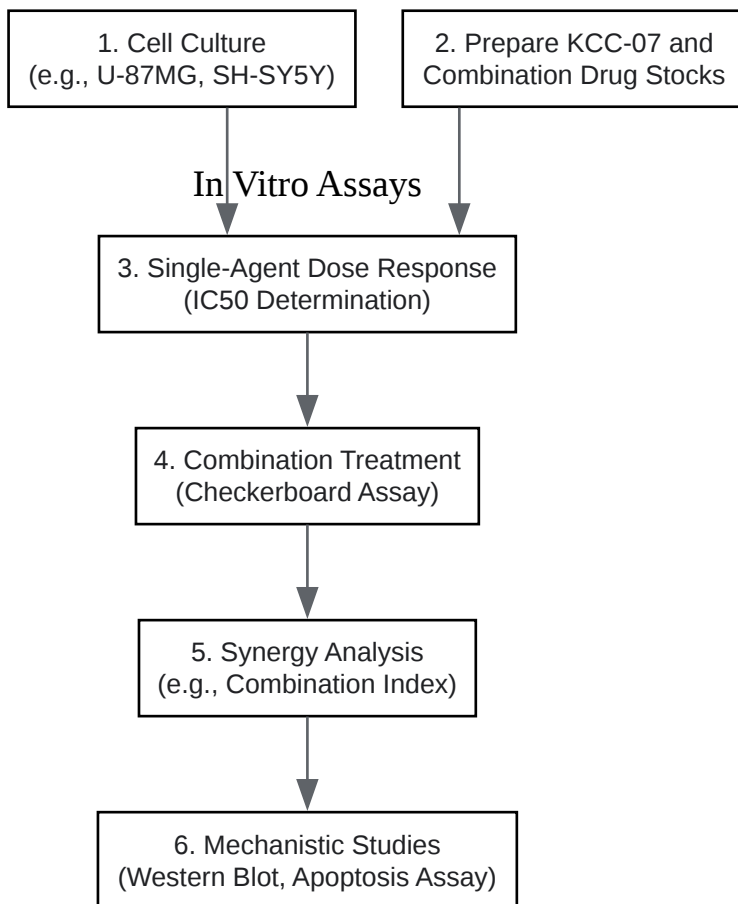 1. Cell Culture
(e.g., U-87MG, SH-SY5Y)
2. Prepare KCC-07 and
Combination Drug Stocks
In Vitro Assays
3. Single-Agent Dose Response
(IC50 Determination)
4. Combination Treatment
(Checkerboard Assay)
5. Synergy Analysis
(e.g., Combination Index)
6. Mechanistic Studies
(Western Blot, Apoptosis Assay)